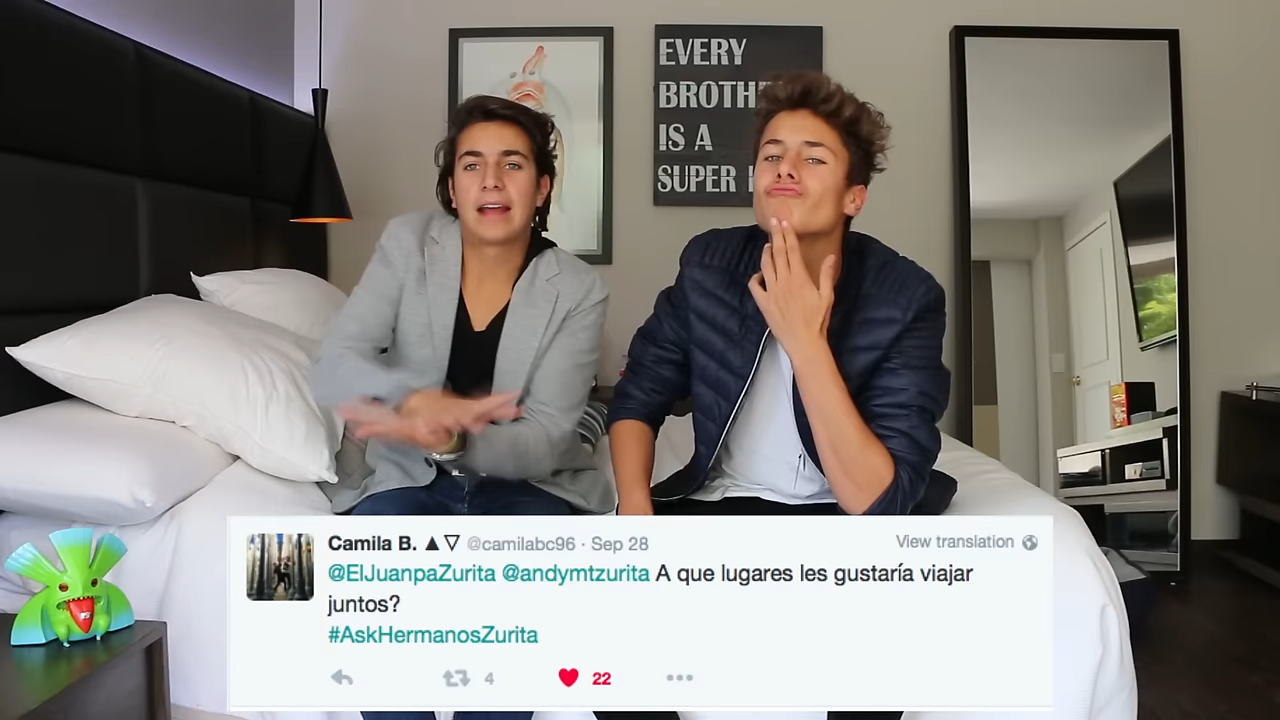 EVERY
BROTH
IS A
SUPER
Camila B. ▲▽ @camilabc96 · Sep 28
View translation
@ElJuanpaZurita @andymtzurita A que lugares les gustaría viajar
juntos?
#AskHermanosZurita
4
22